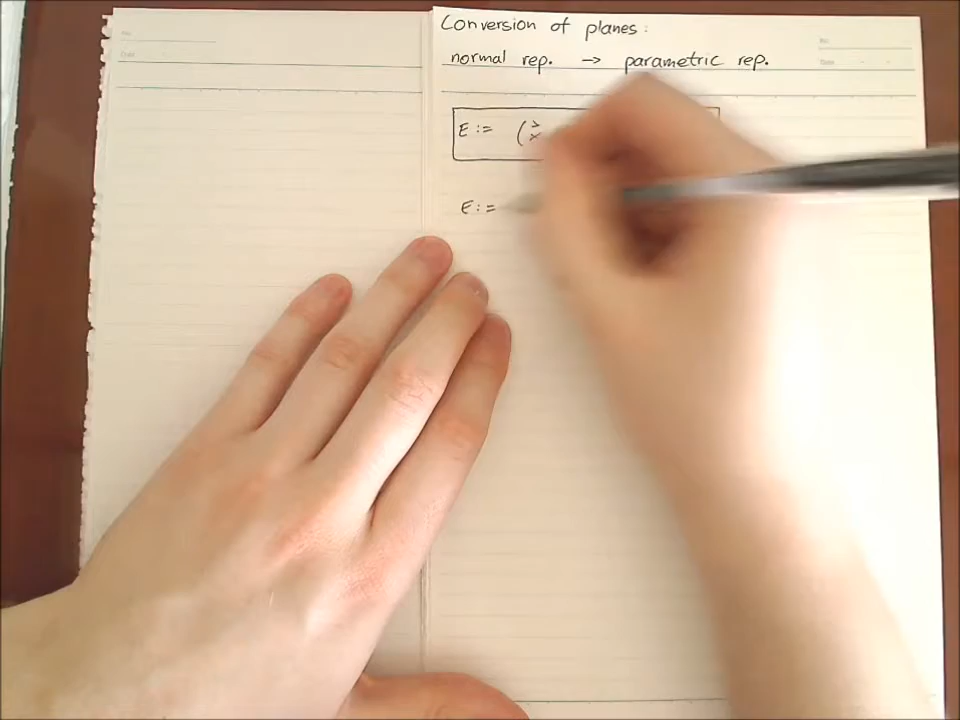 Conversion of planes:
normal rep. -> parametric rep.
E := (x
E :=